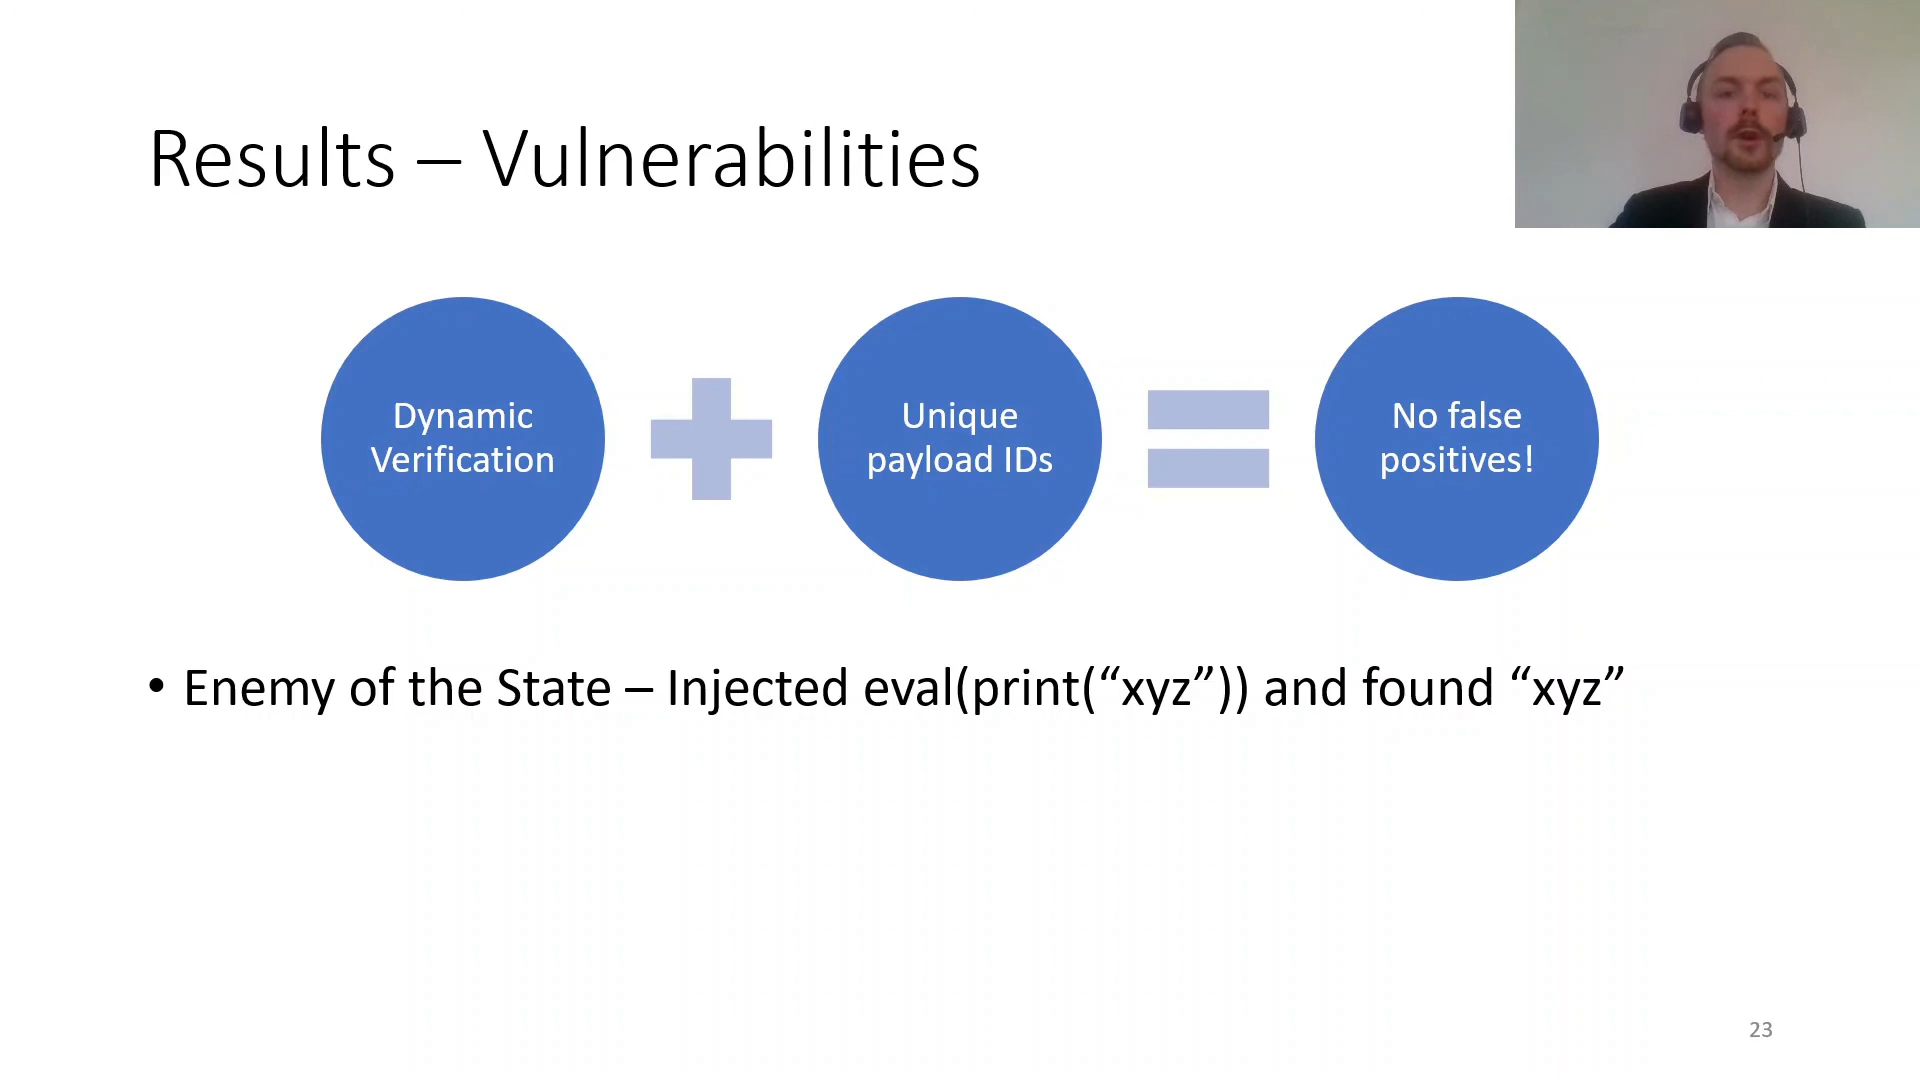 Results – Vulnerabilities
Dynamic
Verification
Unique
payload IDs
No false
positives!
• Enemy of the State – Injected eval(print(“xyz”)) and found “xyz”
23